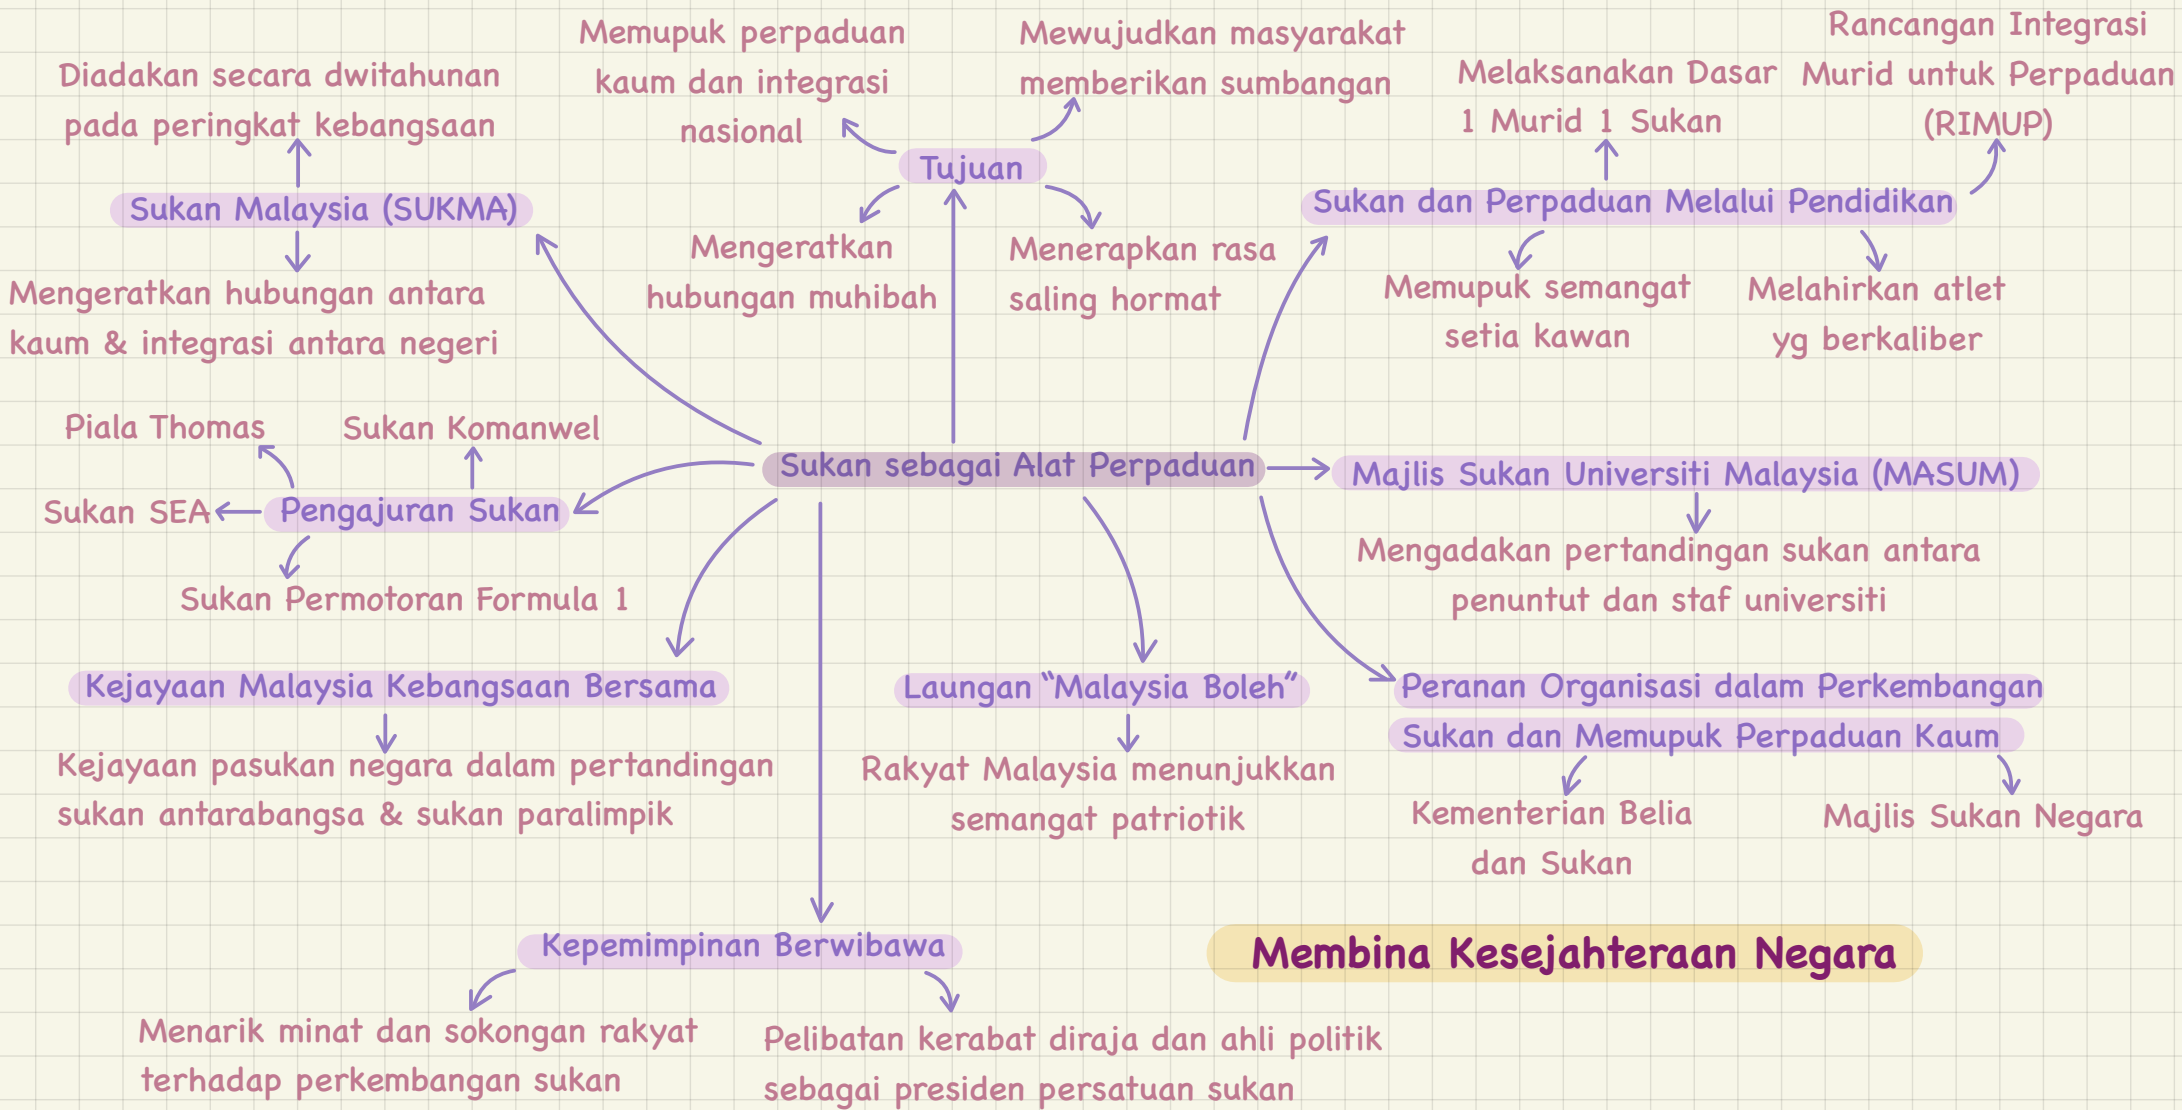 Diadakan secara dwitahunan
pada peringkat kebangsaan
Sukan Malaysia (SUKMA)
Mengeratkan hubungan antara
kaum & integrasi antara negeri
Memupuk perpaduan
kaum dan integrasi
nasional
Mewujudkan masyarakat
memberikan sumbangan
Tujuan
Mengeratkan
hubungan muhibah
Menerapkan rasa
saling hormat
Melaksanakan Dasar
1 Murid 1 Sukan
Rancangan Integrasi
Murid untuk Perpaduan
(RIMUP)
Sukan dan Perpaduan Melalui Pendidikan
Memupuk semangat
setia kawan
Melahirkan atlet
yg berkaliber
Piala Thomas
Sukan Komanwel
Sukan SEA
Pengajuran Sukan
Sukan Permotoran Formula 1
Sukan sebagai Alat Perpaduan
Majlis Sukan Universiti Malaysia (MASUM)
Mengadakan pertandingan sukan antara
penuntut dan staf universiti
Kejayaan Malaysia Kebangsaan Bersama
Kejayaan pasukan negara dalam pertandingan
sukan antarabangsa & sukan paralimpik
Laungan “Malaysia Boleh”
Rakyat Malaysia menunjukkan
semangat patriotik
Peranan Organisasi dalam Perkembangan
Sukan dan Memupuk Perpaduan Kaum
Kementerian Belia
dan Sukan
Majlis Sukan Negara
Kepemimpinan Berwibawa
Menarik minat dan sokongan rakyat
terhadap perkembangan sukan
Pelibatan kerabat diraja dan ahli politik
sebagai presiden persatuan sukan
Membina Kesejahteraan Negara